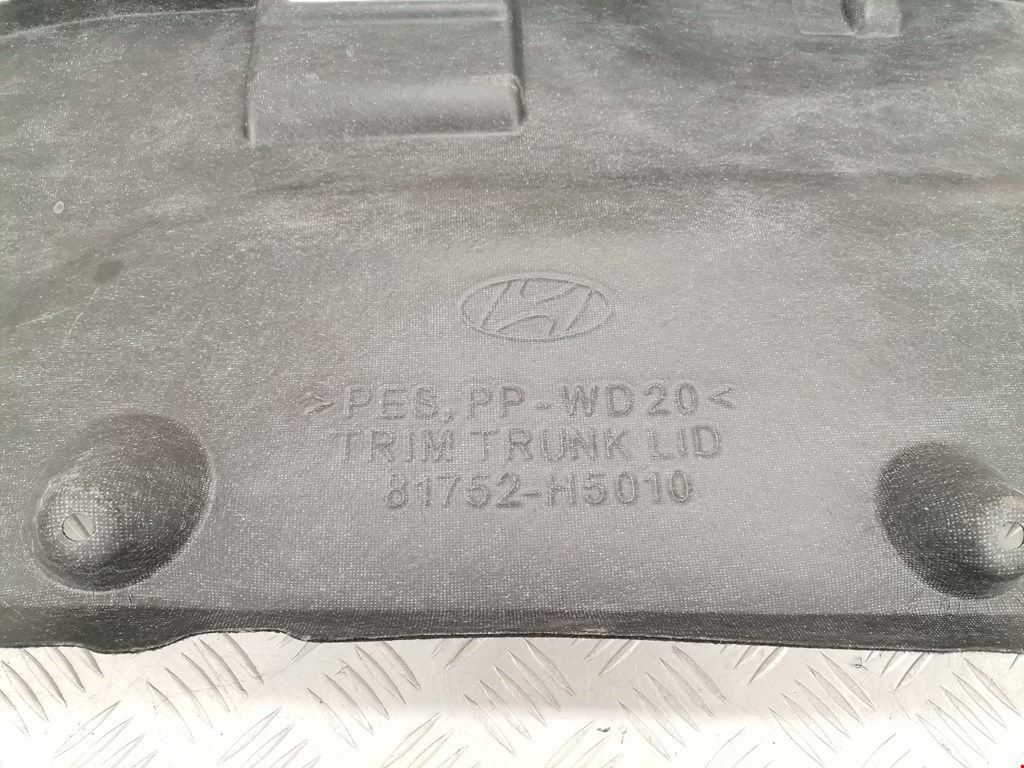 >PES, PP-WD20<
TRIM TRUNK LID
81752-H5010